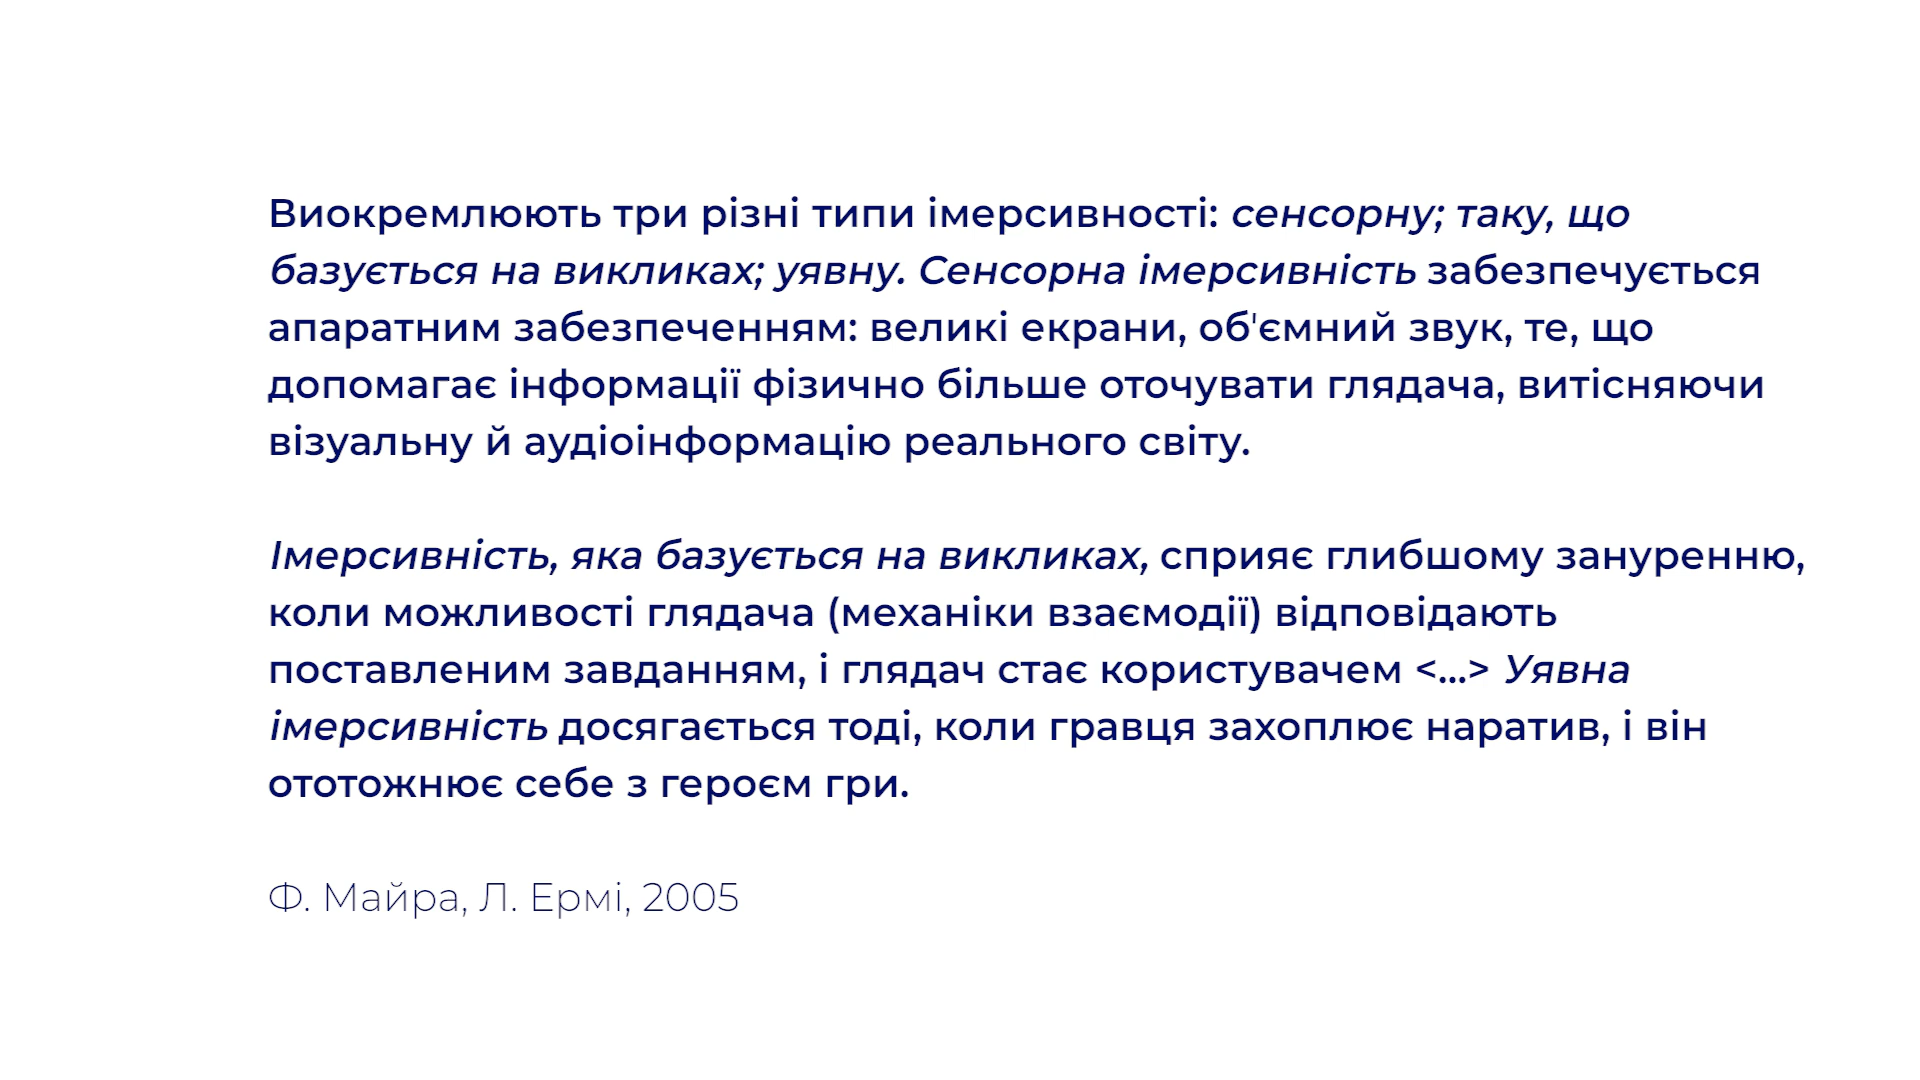 Виокремлюють три різні типи імерсивності: сенсорну; таку, що
базується на викликах; уявну. Сенсорна імерсивність забезпечується
апаратним забезпеченням: великі екрани, об'ємний звук, те, що
допомагає інформації фізично більше оточувати глядача, витісняючи
візуальну й аудіоінформацію реального світу.
Імерсивність, яка базується на викликах, сприяє глибшому зануренню,
коли можливості глядача (механіки взаємодії) відповідають
поставленим завданням, і глядач стає користувачем <...> Уявна
імерсивність досягається тоді, коли гравця захоплює наратив, і він
ототожнює себе з героєм гри.
Ф. Майра, Л. Ермі, 2005